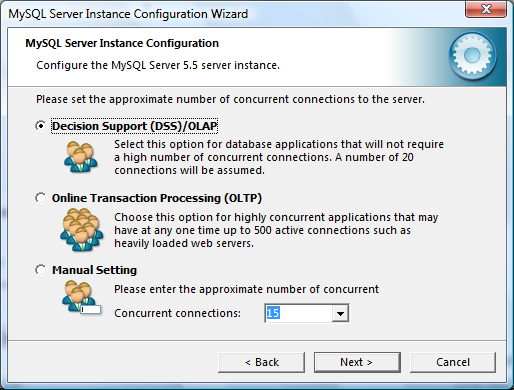 MySQL Server Instance Configuration Wizard
MySQL Server Instance Configuration
Configure the MySQL Server 5.5 server instance.
Please set the approximate number of concurrent connections to the server.
Decision Support (DSS)/OLAP
Select this option for database applications that will not require
a high number of concurrent connections. A number of 20
connections will be assumed.
Online Transaction Processing (OLTP)
Choose this option for highly concurrent applications that may
have at any one time up to 500 active connections such as
heavily loaded web servers.
Manual Setting
Please enter the approximate number of concurrent
Concurrent connections: 15
< Back Next > Cancel